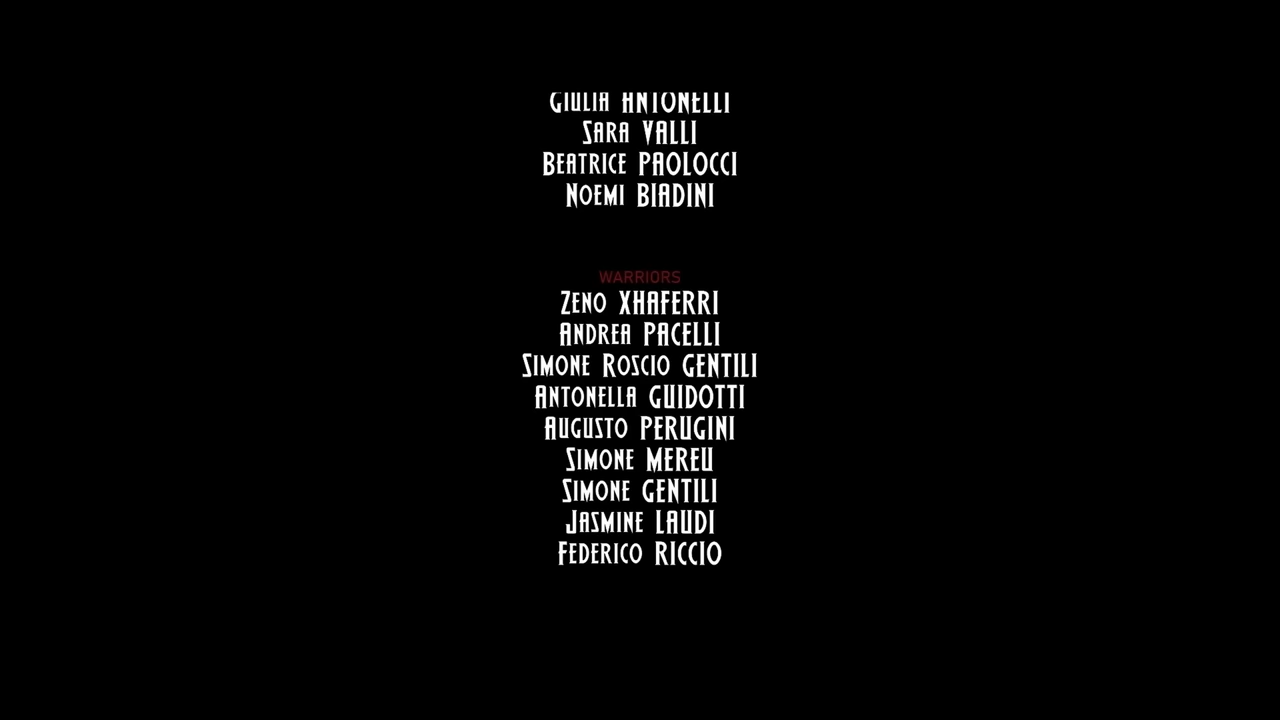 Giulia ANTONELLI
Sara VALLI
Beatrice PAOLOCCI
Noemi BIADINI
WARRIORS
Zeno XHAFERRI
Andrea PACELLI
Simone Roscio GENTILI
Antonella GUIDOTTI
Augusto PERUGINI
Simone MEREU
Simone GENTILI
Jasmine LAUDI
Federico RICCIO